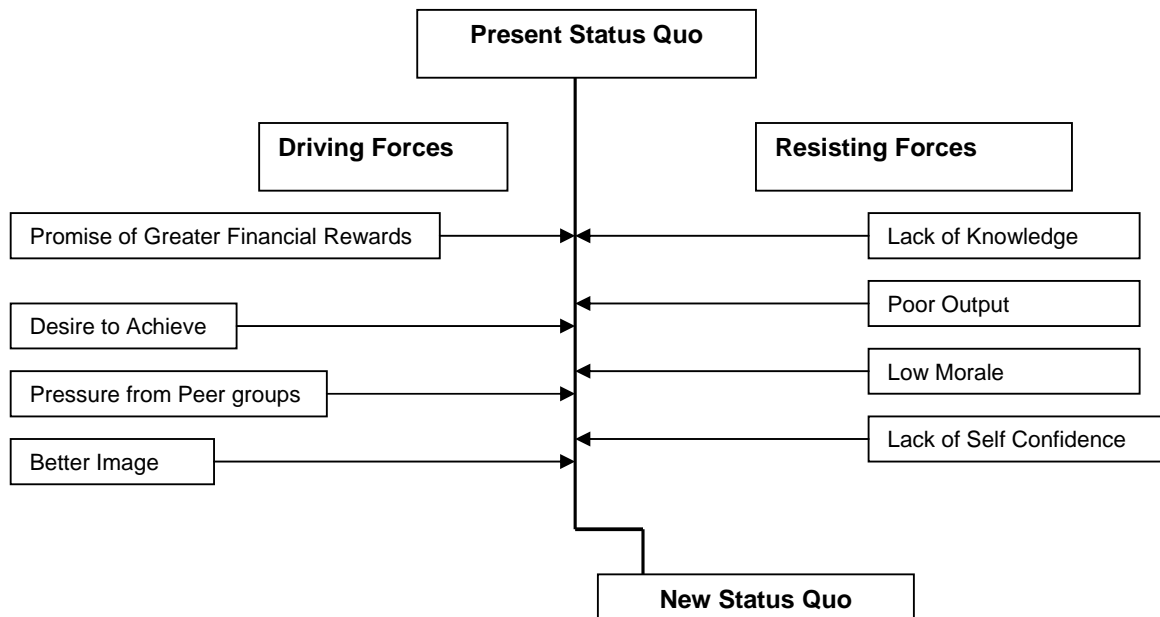 Present Status Quo
Driving Forces
Resisting Forces
Promise of Greater Financial Rewards
Lack of Knowledge
Desire to Achieve
Poor Output
Pressure from Peer groups
Low Morale
Better Image
Lack of Self Confidence
New Status Quo